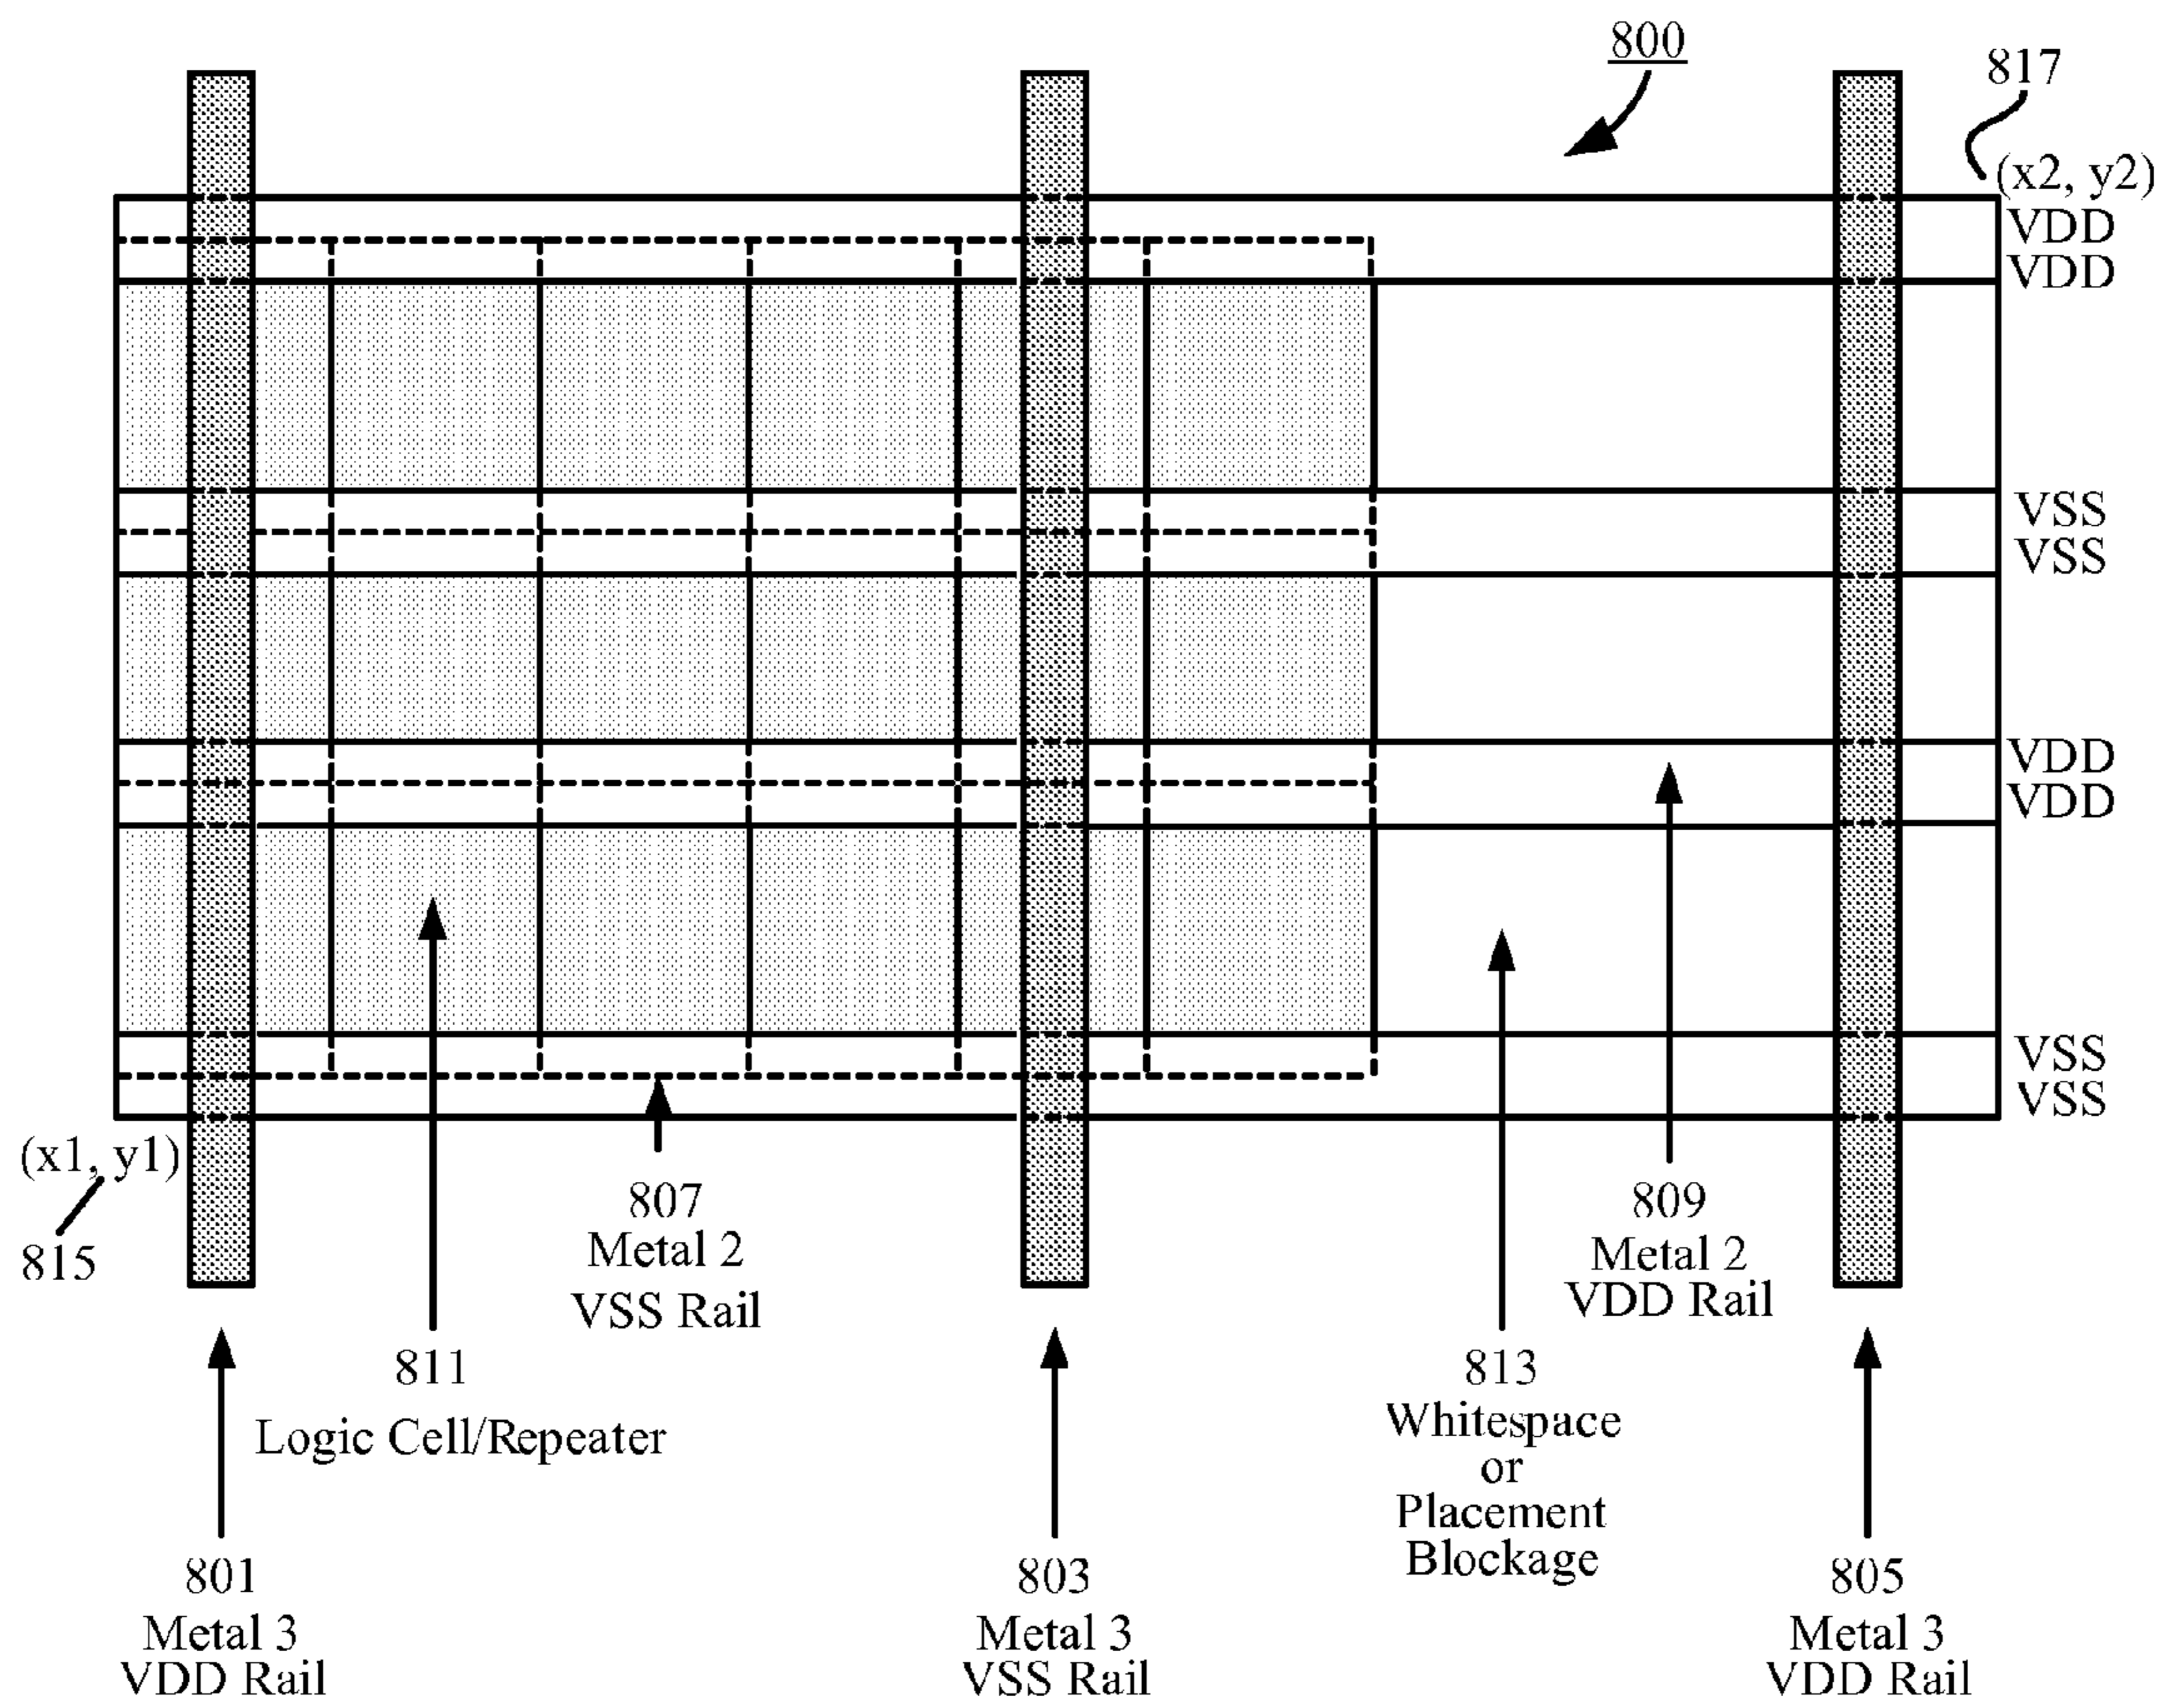 800
817
(x2, y2)
VDD
VDD
VSS
VSS
VDD
VDD
VSS
VSS
(x1, y1)
815
807
Metal 2
VSS Rail
809
Metal 2
VDD Rail
811
Logic Cell/Repeater
813
Whitespace
or
Placement
Blockage
801
Metal 3
VDD Rail
803
Metal 3
VSS Rail
805
Metal 3
VDD Rail